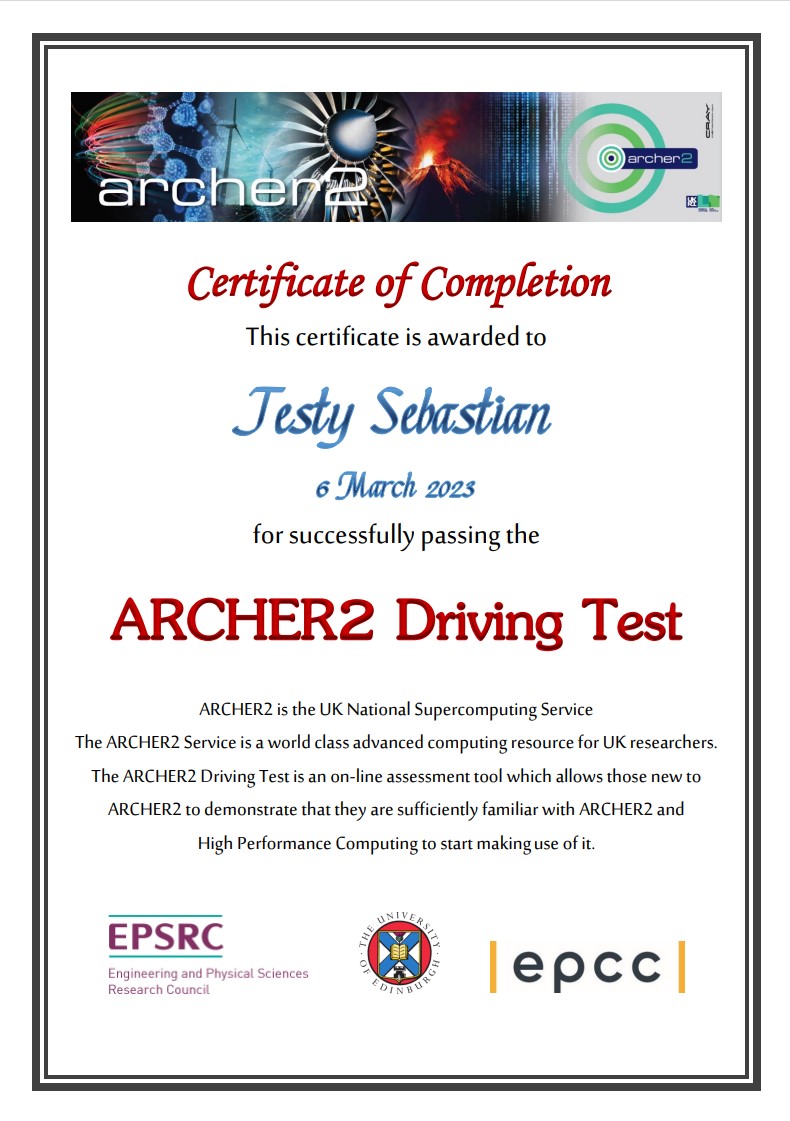 archer2
CRAY
archer2
Certificate of Completion
This certificate is awarded to
Testy Sebastian
6 March 2023
for successfully passing the
ARCHER2 Driving Test
ARCHER2 is the UK National Supercomputing Service
The ARCHER2 Service is a world class advanced computing resource for UK researchers.
The ARCHER2 Driving Test is an on-line assessment tool which allows those new to
ARCHER2 to demonstrate that they are sufficiently familiar with ARCHER2 and
High Performance Computing to start making use of it.
EPSRC
Engineering and Physical Sciences
Research Council
THE UNIVERSITY OF EDINBURGH
epcc